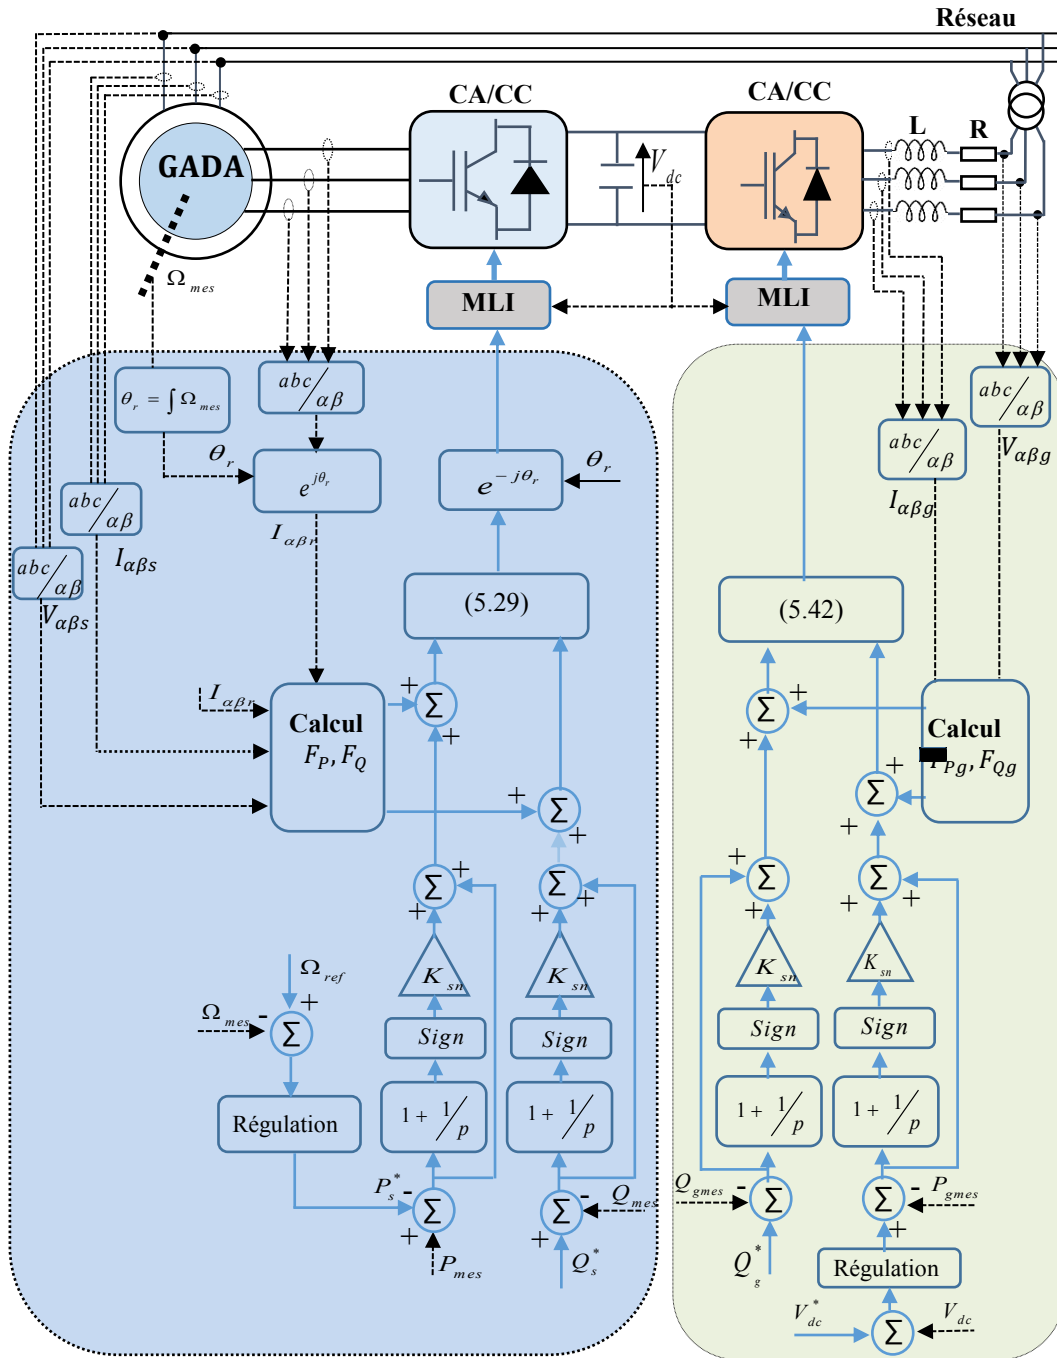 Réseau
CA/CC
CA/CC
L
R
GADA
V_dc
Ω_mes
MLI
MLI
θ_r = ∫ Ω_mes
abc/αβ
abc/αβ
abc/αβ
V_αβg
θ_r
e^{jθ_r}
e^{-jθ_r}
θ_r
abc/αβ
I_αβg
I_αβr
I_αβs
abc/αβ
V_αβs
(5.29)
(5.42)
I_αβr
+
Σ
+
+
Σ
+
Calcul
F_P, F_Q
Calcul
F_Pg, F_Qg
+
Σ
+
+
Σ
+
+
Σ
+
Σ
+
+
+
Σ
+
+
Σ
+
K_sn
K_sn
K_sn
K_sn
Ω_ref
+
Ω_mes
-
Σ
Sign
Sign
Sign
Sign
Régulation
1 + 1/p
1 + 1/p
1 + 1/p
1 + 1/p
P_s^*
-
Σ
+
P_mes
-
Q_mes
Σ
+
Q_s^*
Q_gmes
-
Σ
Q_g^*
-
P_gmes
Σ
+
Régulation
V_dc^*
Σ
V_dc